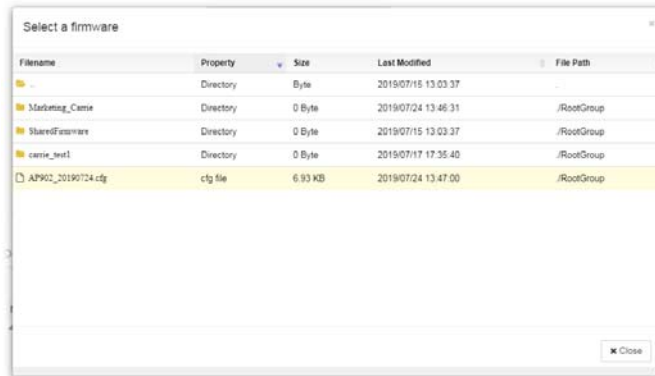 Select a firmware
Filename Property Size Last Modified File Path
.. Directory Byte 2019/07/15 13:03:37 .
Marketing_Carrie Directory 0 Byte 2019/07/24 13:46:31 ./RootGroup
SharedFirmware Directory 0 Byte 2019/07/15 13:03:37 ./RootGroup
carrie_test1 Directory 0 Byte 2019/07/17 17:35:40 ./RootGroup
AP902_20190724.cfg cfg file 6.93 KB 2019/07/24 13:47:00 ./RootGroup
× Close